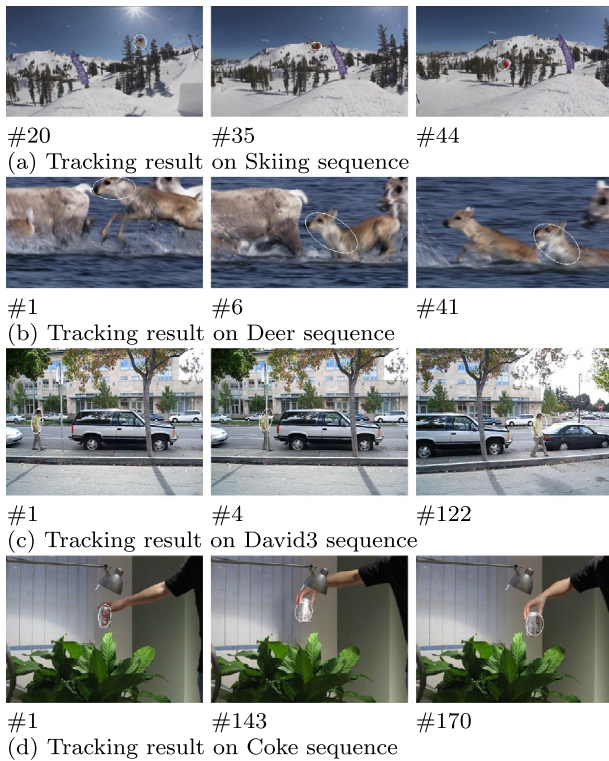 #20 #35 #44
(a) Tracking result on Skiing sequence
#1 #6 #41
(b) Tracking result on Deer sequence
#1 #4 #122
(c) Tracking result on David3 sequence
#1 #143 #170
(d) Tracking result on Coke sequence